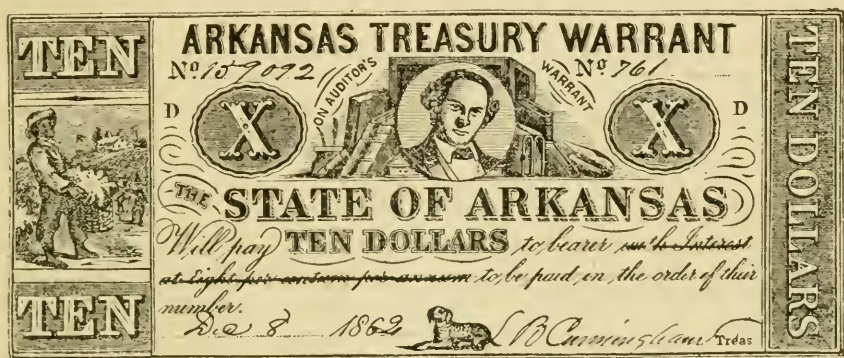 TEN
ARKANSAS TREASURY WARRANT
No 159092 ON AUDITOR'S WARRANT No 761
D X X D
THE STATE OF ARKANSAS
Will pay TEN DOLLARS to bearer with Interest
at Eight per centum per annum to be paid, in, the order of their
number.
Dec 8 1862 Treas
TEN
TEN DOLLARS